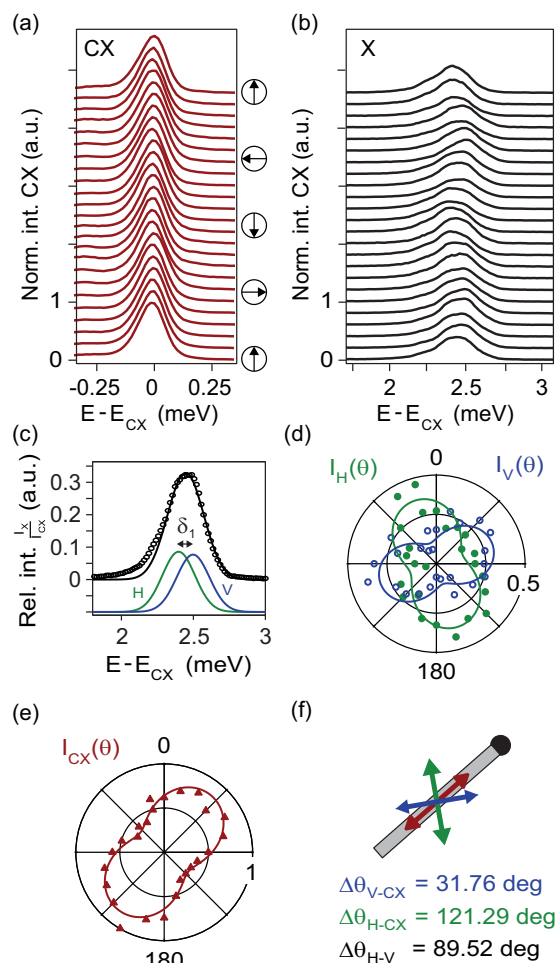 (a)
(b)
CX
X
Norm. int. CX (a.u.)
Norm. int. CX (a.u.)
1
0
1
0
-0.25
0
0.25
2
2.5
3
E - E_CX (meV)
E - E_CX (meV)
(c)
(d)
Rel. int. I_X/I_CX (a.u.)
0.3
0.2
0.1
0
δ₁
H
V
2
2.5
3
E - E_CX (meV)
I_H(θ)
I_V(θ)
0
0.5
180
(e)
(f)
I_CX(θ)
0
1
180
Δθ_V-CX = 31.76 deg
Δθ_H-CX = 121.29 deg
Δθ_H-V = 89.52 deg